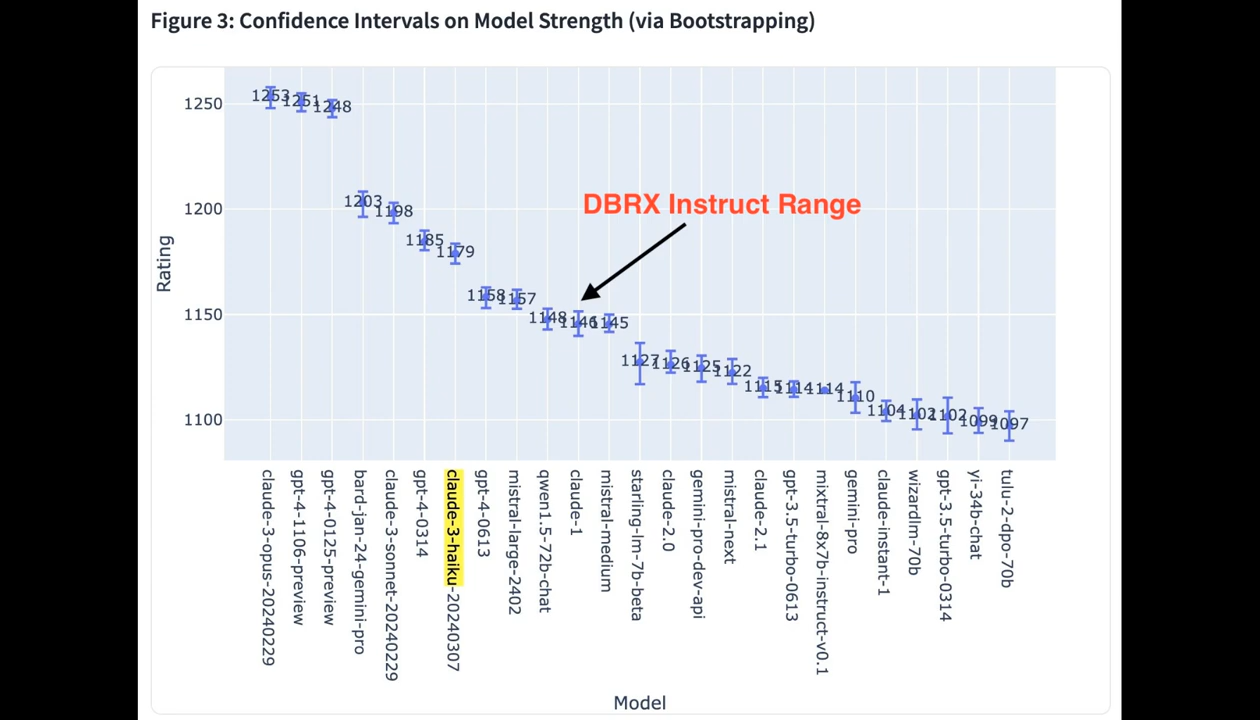 Figure 3: Confidence Intervals on Model Strength (via Bootstrapping)
1250
1200
1150
1100
Rating
1253
1251
1248
1203
1198
1185
1179
1158
1157
1148
1146
1145
1127
1126
1125
1122
1115
1114
1114
1110
1104
1102
1102
1099
1097
DBRX Instruct Range
claude-3-opus-20240229
gpt-4-1106-preview
gpt-4-0125-preview
bard-jan-24-gemini-pro
claude-3-sonnet-20240229
gpt-4-0314
claude-3-haiku-20240307
gpt-4-0613
mistral-large-2402
qwen1.5-72b-chat
claude-1
mistral-medium
starling-lm-7b-beta
claude-2.0
gemini-pro-dev-api
mistral-next
claude-2.1
gpt-3.5-turbo-0613
mixtral-8x7b-instruct-v0.1
gemini-pro
claude-instant-1
wizardlm-70b
gpt-3.5-turbo-0314
yi-34b-chat
tulu-2-dpo-70b
Model